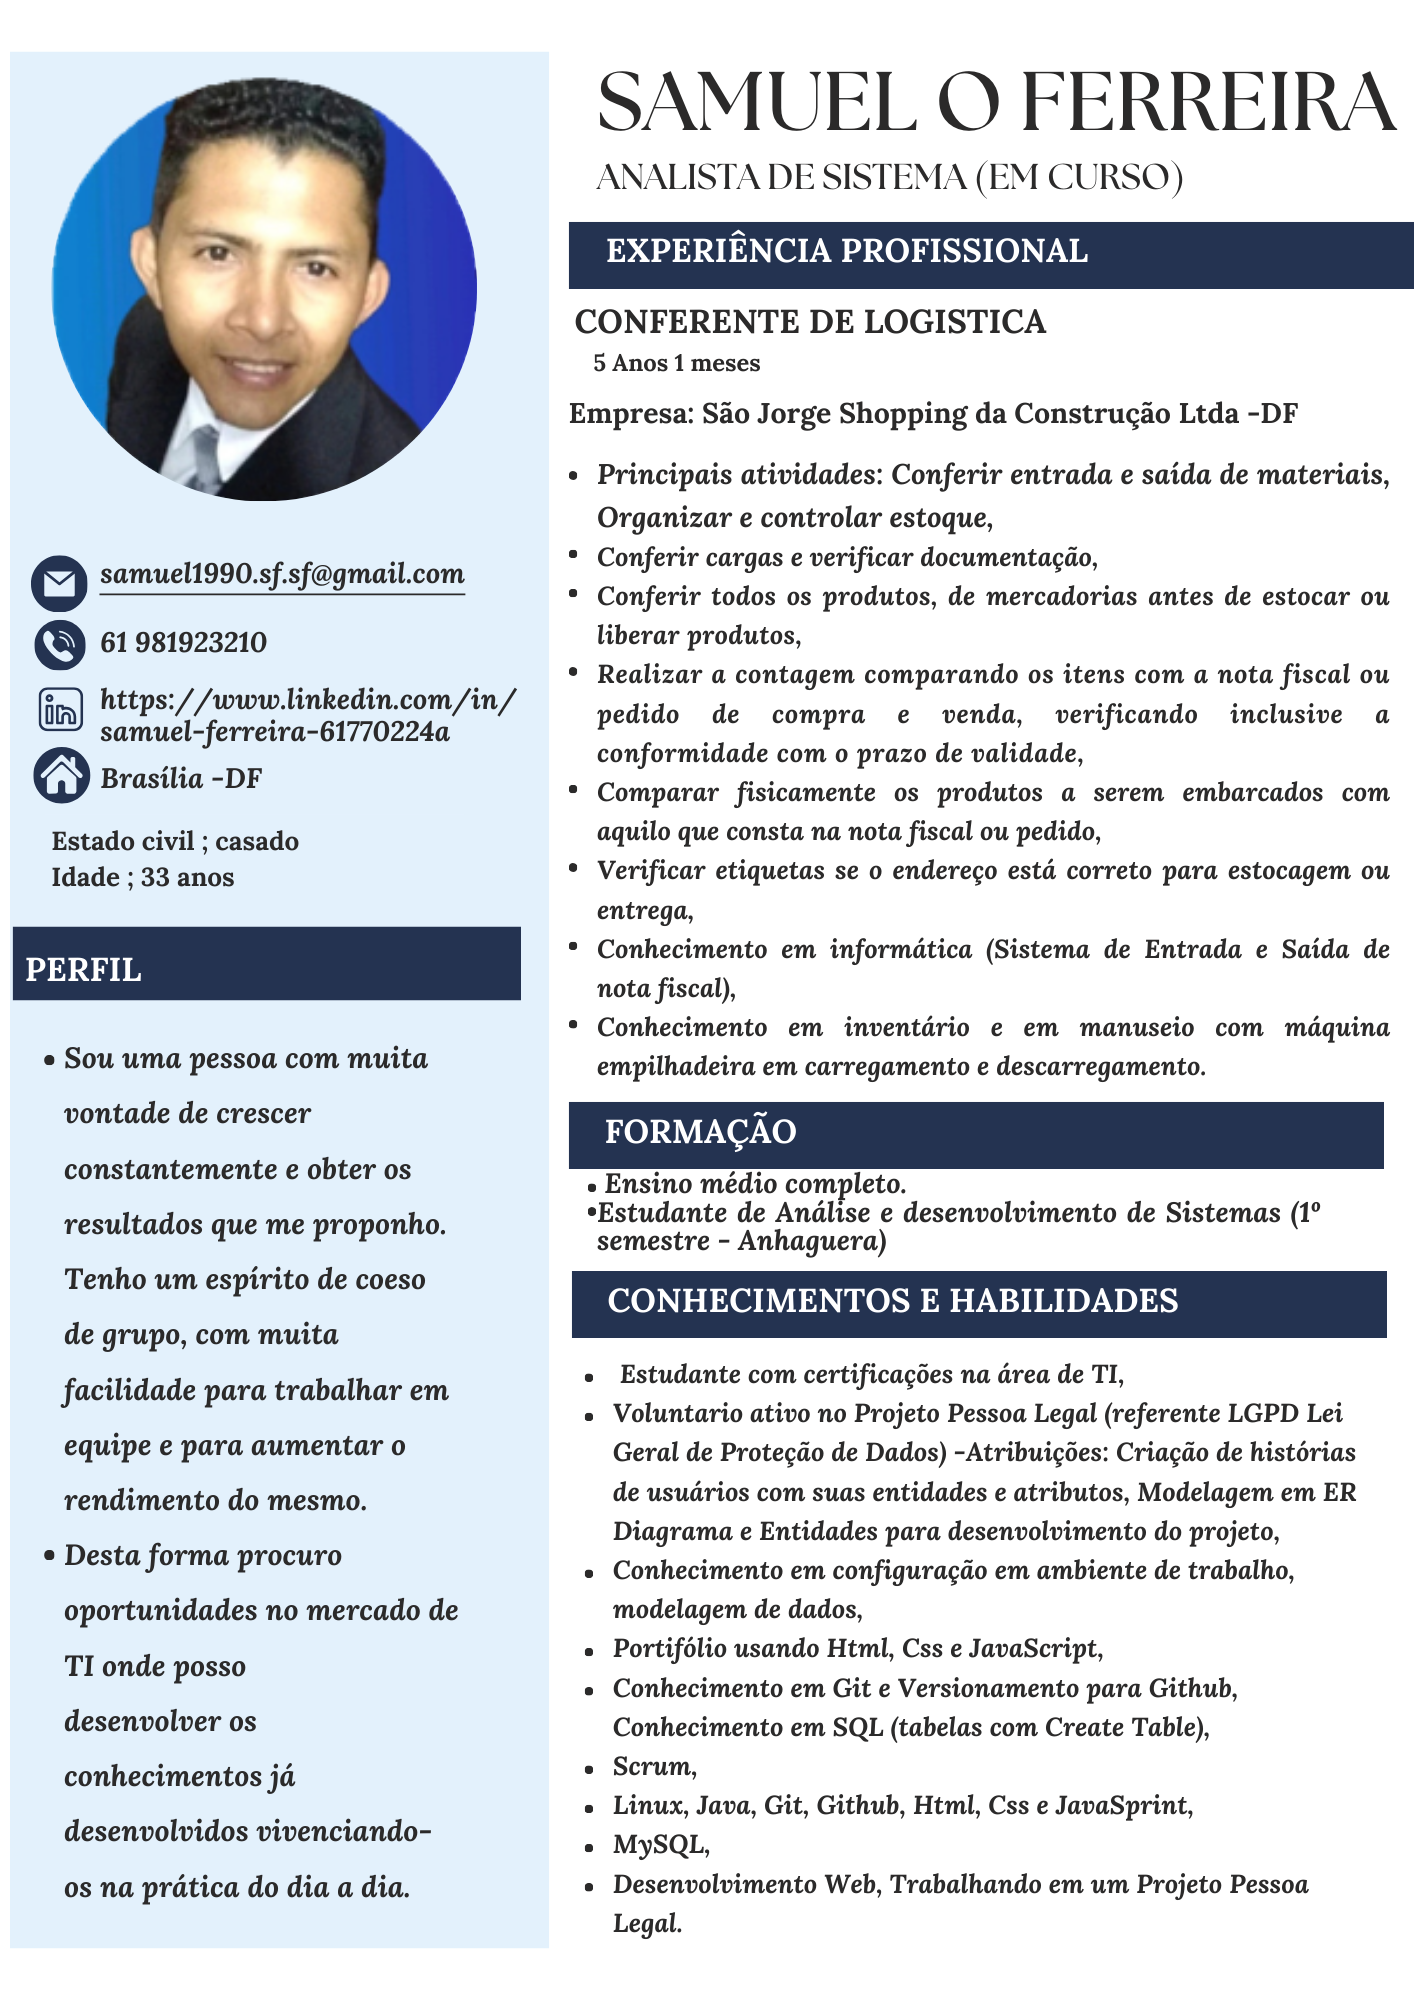 SAMUEL O FERREIRA
ANALISTA DE SISTEMA (EM CURSO)
samuel1990.sf.sf@gmail.com
61 981923210
https://www.linkedin.com/in/
samuel-ferreira-61770224a
Brasília -DF
Estado civil ; casado
Idade ; 33 anos
PERFIL
• Sou uma pessoa com muita
vontade de crescer
constantemente e obter os
resultados que me proponho.
Tenho um espírito de coeso
de grupo, com muita
facilidade para trabalhar em
equipe e para aumentar o
rendimento do mesmo.
• Desta forma procuro
oportunidades no mercado de
TI onde posso
desenvolver os
conhecimentos já
desenvolvidos vivenciando-
os na prática do dia a dia.
EXPERIÊNCIA PROFISSIONAL
CONFERENTE DE LOGISTICA
5 Anos 1 meses
Empresa: São Jorge Shopping da Construção Ltda -DF
• Principais atividades: Conferir entrada e saída de materiais,
Organizar e controlar estoque,
• Conferir cargas e verificar documentação,
• Conferir todos os produtos, de mercadorias antes de estocar ou
liberar produtos,
• Realizar a contagem comparando os itens com a nota fiscal ou
pedido de compra e venda, verificando inclusive a
conformidade com o prazo de validade,
• Comparar fisicamente os produtos a serem embarcados com
aquilo que consta na nota fiscal ou pedido,
• Verificar etiquetas se o endereço está correto para estocagem ou
entrega,
• Conhecimento em informática (Sistema de Entrada e Saída de
nota fiscal),
• Conhecimento em inventário e em manuseio com máquina
empilhadeira em carregamento e descarregamento.
FORMAÇÃO
• Ensino médio completo.
•Estudante de Análise e desenvolvimento de Sistemas (1º
semestre - Anhaguera)
CONHECIMENTOS E HABILIDADES
• Estudante com certificações na área de TI,
• Voluntario ativo no Projeto Pessoa Legal (referente LGPD Lei
Geral de Proteção de Dados) -Atribuições: Criação de histórias
de usuários com suas entidades e atributos, Modelagem em ER
Diagrama e Entidades para desenvolvimento do projeto,
• Conhecimento em configuração em ambiente de trabalho,
modelagem de dados,
• Portifólio usando Html, Css e JavaScript,
• Conhecimento em Git e Versionamento para Github,
Conhecimento em SQL (tabelas com Create Table),
• Scrum,
• Linux, Java, Git, Github, Html, Css e JavaSprint,
• MySQL,
• Desenvolvimento Web, Trabalhando em um Projeto Pessoa
Legal.